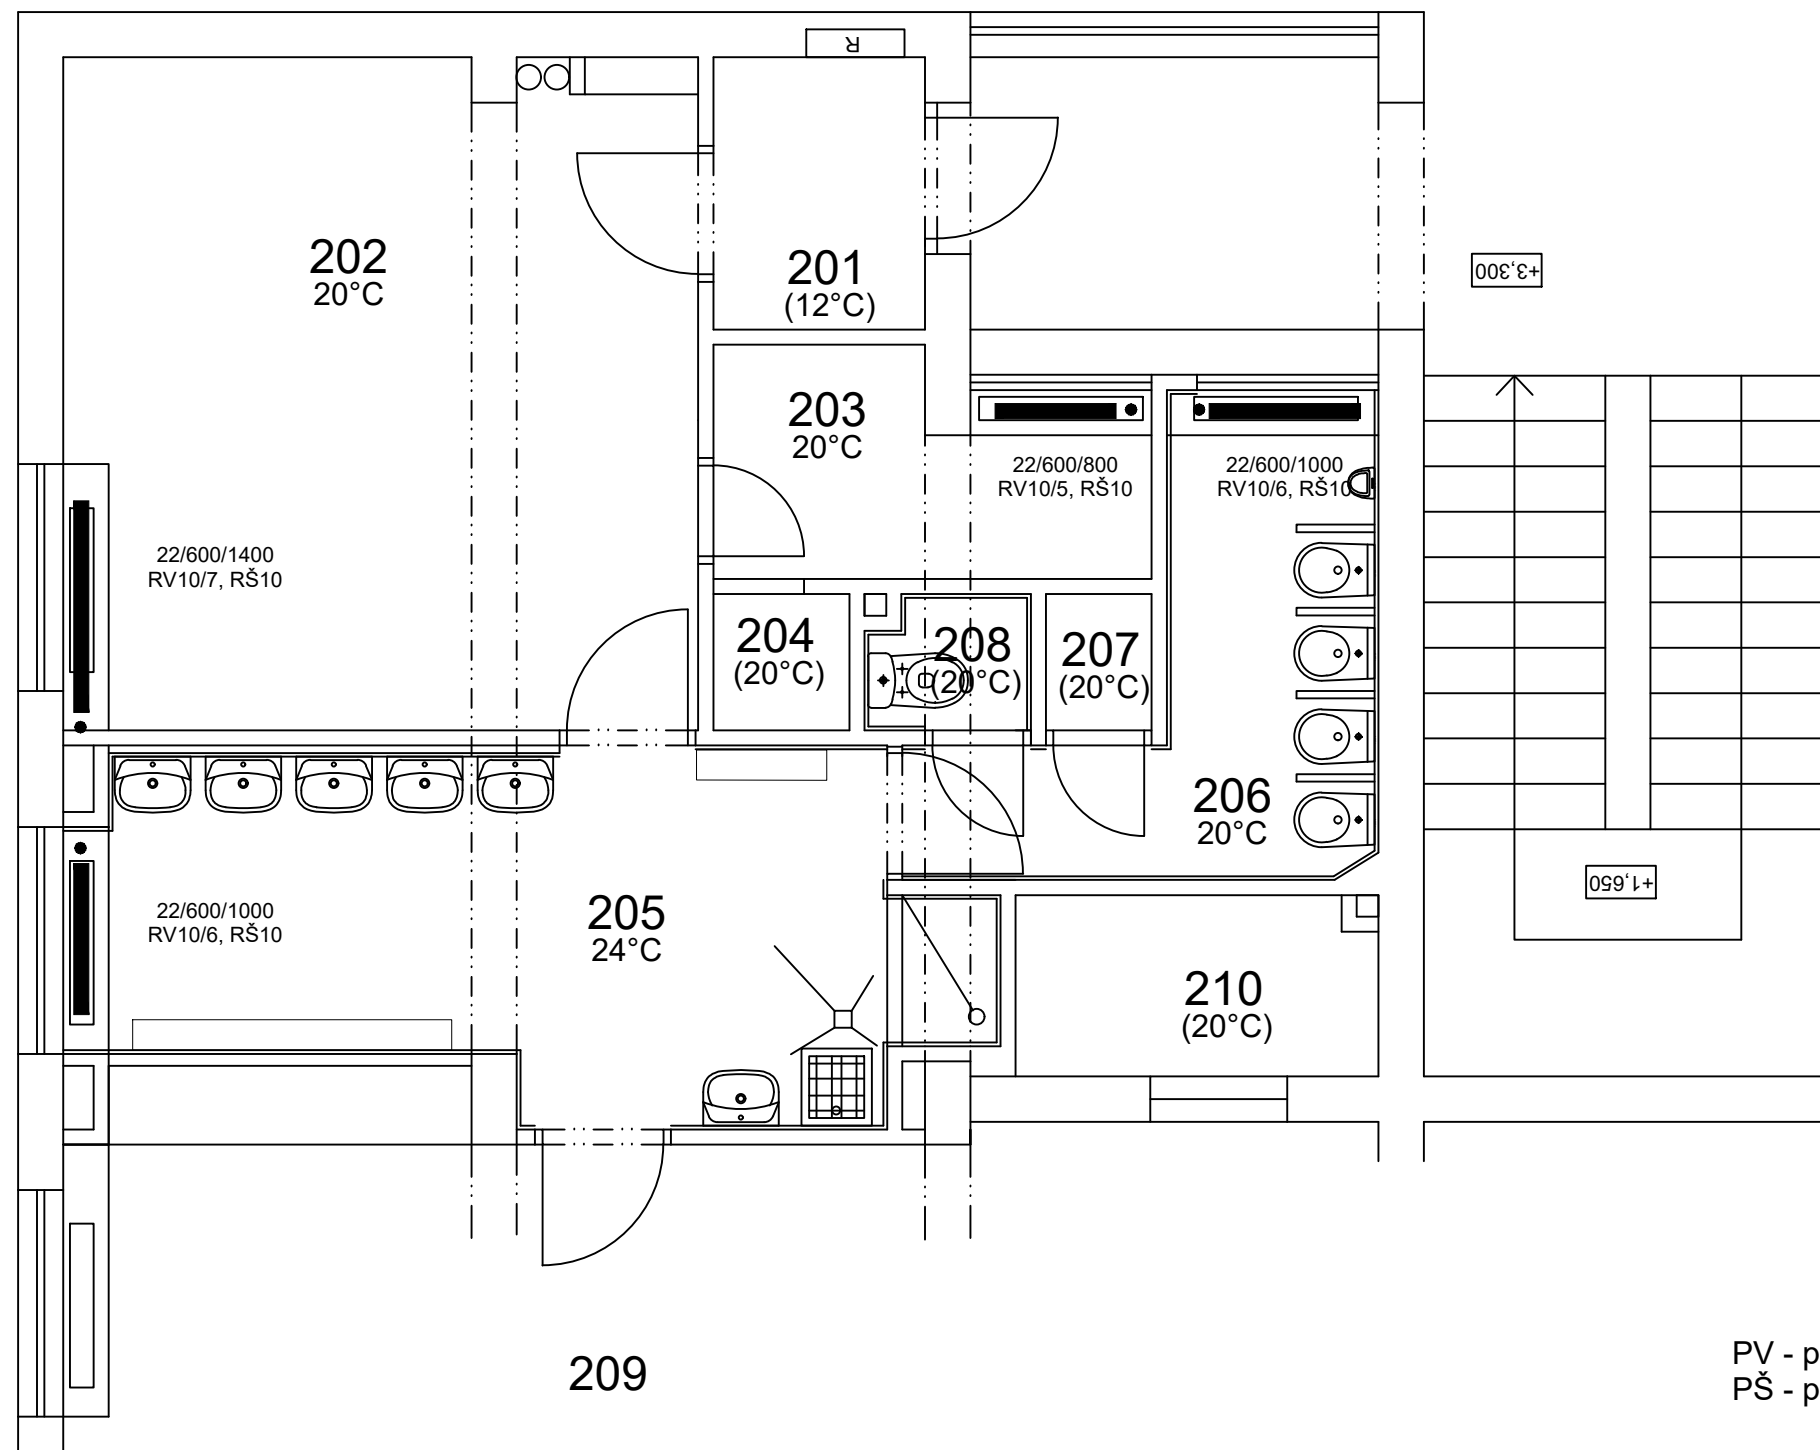 R
202
20°C
201
(12°C)
+3,300
203
20°C
22/600/800
RV10/5, RŠ10
22/600/1000
RV10/6, RŠ10
22/600/1400
RV10/7, RŠ10
204
(20°C)
208
(20°C)
207
(20°C)
206
20°C
+1,650
22/600/1000
RV10/6, RŠ10
205
24°C
210
(20°C)
209
PV - p
PŠ - p